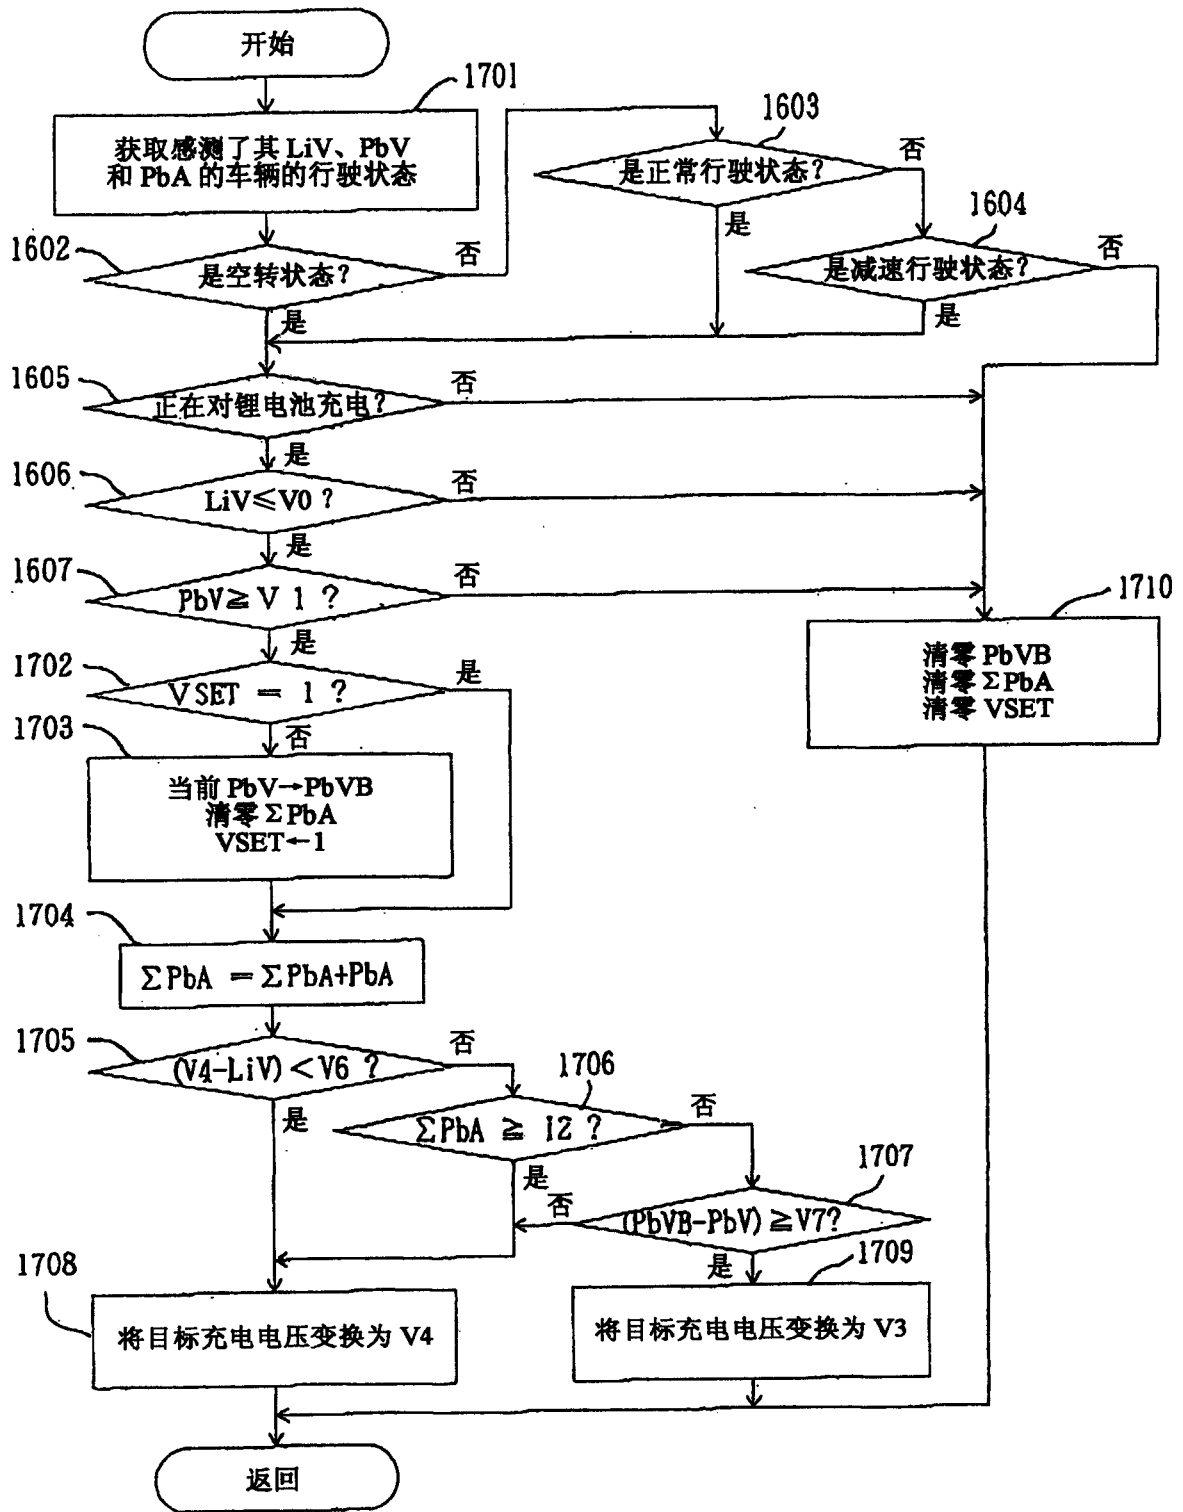 开始
1701
获取感测了其 LiV、PbV
和 PbA 的车辆的行驶状态
1603
是正常行驶状态?
否
是
1604
是减速行驶状态?
否
是
1602
是空转状态?
否
是
1605
正在对锂电池充电?
否
是
1606
LiV≤V0 ?
否
是
1607
PbV≧V 1 ?
否
是
1710
清零 PbVB
清零 ΣPbA
清零 VSET
1702
VSET = 1 ?
是
否
1703
当前 PbV→PbVB
清零 ΣPbA
VSET←1
1704
ΣPbA = ΣPbA+PbA
1705
(V4-LiV) < V6 ?
否
是
1706
ΣPbA ≧ I2 ?
否
是
1707
(PbVB-PbV) ≧V7?
否
是
1708
将目标充电电压变换为 V4
1709
将目标充电电压变换为 V3
返回